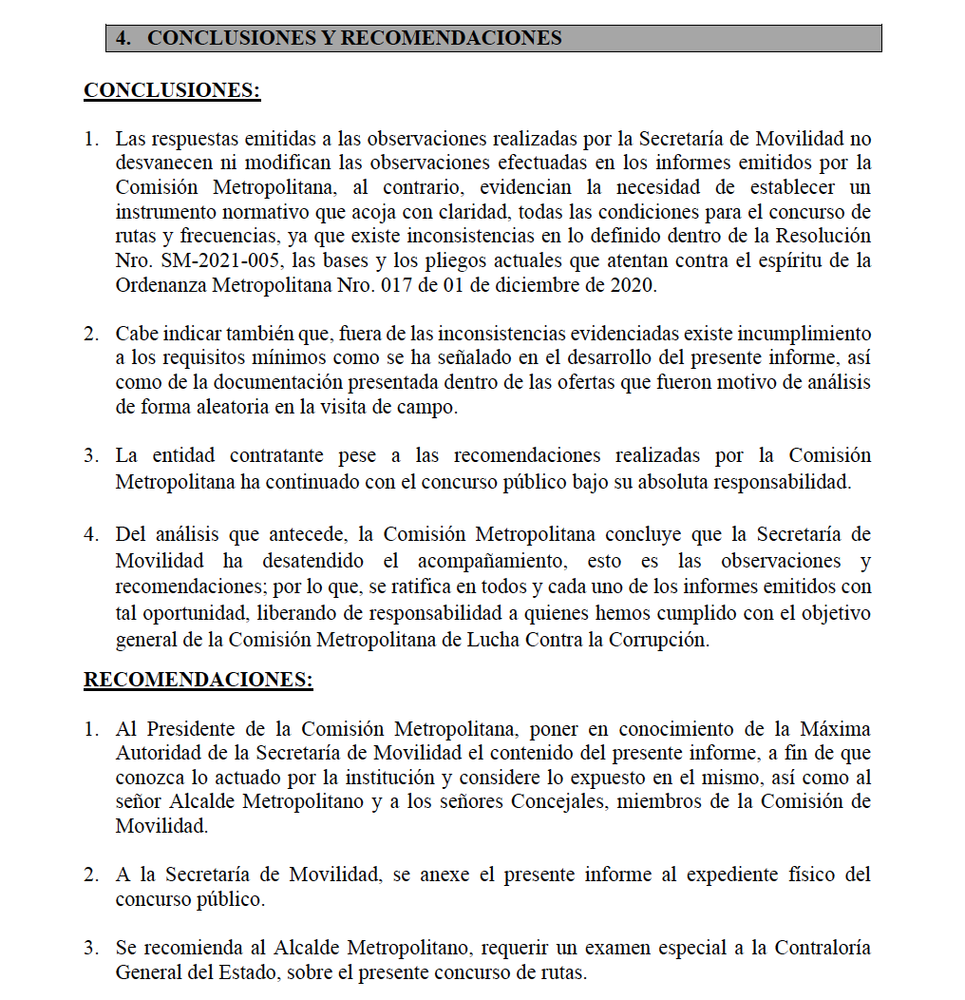 4. CONCLUSIONES Y RECOMENDACIONES
CONCLUSIONES:
1. Las respuestas emitidas a las observaciones realizadas por la Secretaría de Movilidad no
desvanecen ni modifican las observaciones efectuadas en los informes emitidos por la
Comisión Metropolitana, al contrario, evidencian la necesidad de establecer un
instrumento normativo que acoja con claridad, todas las condiciones para el concurso de
rutas y frecuencias, ya que existe inconsistencias en lo definido dentro de la Resolución
Nro. SM-2021-005, las bases y los pliegos actuales que atentan contra el espíritu de la
Ordenanza Metropolitana Nro. 017 de 01 de diciembre de 2020.
2. Cabe indicar también que, fuera de las inconsistencias evidenciadas existe incumplimiento
a los requisitos mínimos como se ha señalado en el desarrollo del presente informe, así
como de la documentación presentada dentro de las ofertas que fueron motivo de análisis
de forma aleatoria en la visita de campo.
3. La entidad contratante pese a las recomendaciones realizadas por la Comisión
Metropolitana ha continuado con el concurso público bajo su absoluta responsabilidad.
4. Del análisis que antecede, la Comisión Metropolitana concluye que la Secretaría de
Movilidad ha desatendido el acompañamiento, esto es las observaciones y
recomendaciones; por lo que, se ratifica en todos y cada uno de los informes emitidos con
tal oportunidad, liberando de responsabilidad a quienes hemos cumplido con el objetivo
general de la Comisión Metropolitana de Lucha Contra la Corrupción.
RECOMENDACIONES:
1. Al Presidente de la Comisión Metropolitana, poner en conocimiento de la Máxima
Autoridad de la Secretaría de Movilidad el contenido del presente informe, a fin de que
conozca lo actuado por la institución y considere lo expuesto en el mismo, así como al
señor Alcalde Metropolitano y a los señores Concejales, miembros de la Comisión de
Movilidad.
2. A la Secretaría de Movilidad, se anexe el presente informe al expediente físico del
concurso público.
3. Se recomienda al Alcalde Metropolitano, requerir un examen especial a la Contraloría
General del Estado, sobre el presente concurso de rutas.